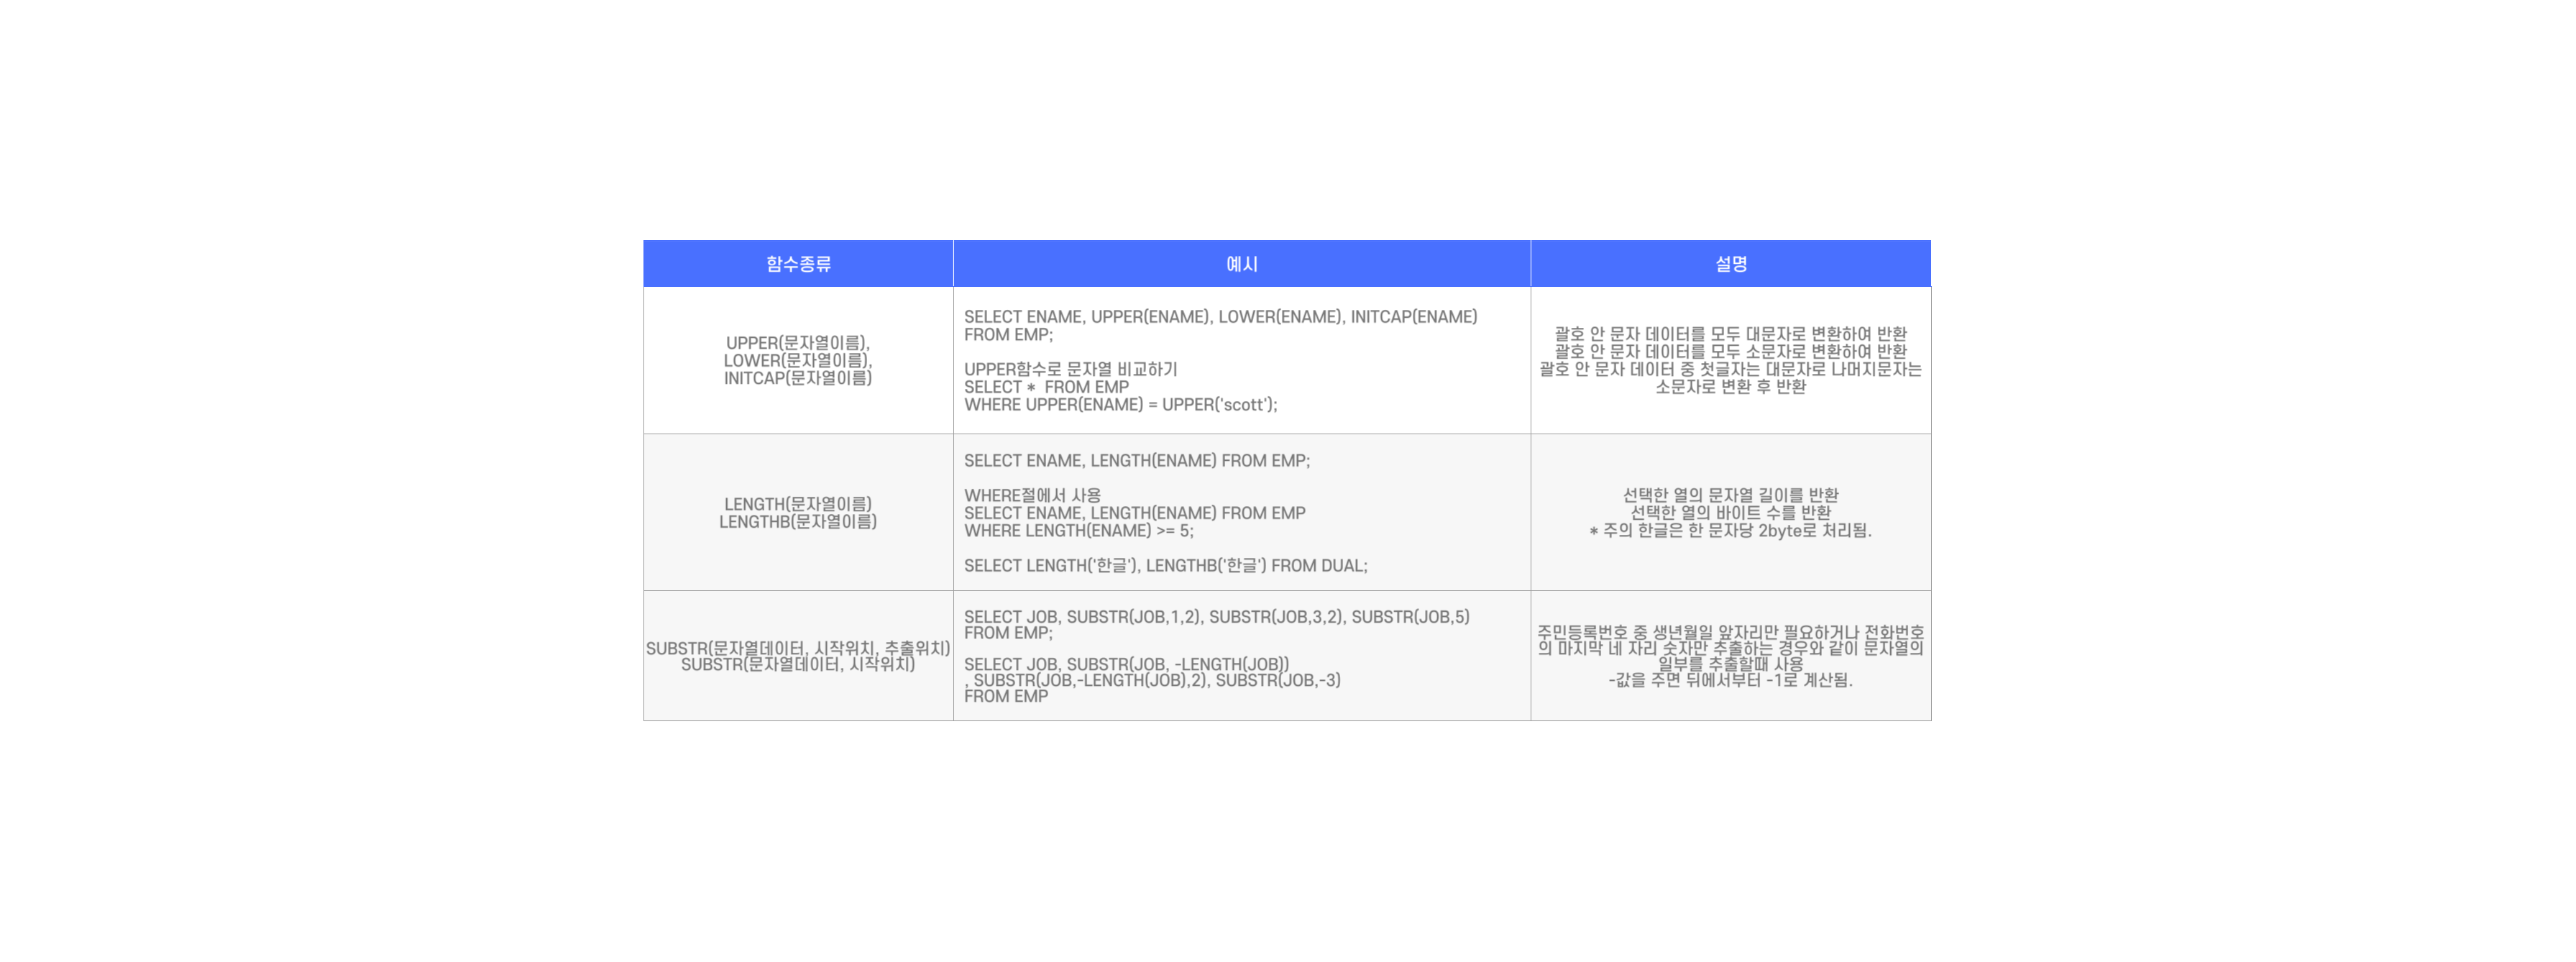 함수종류
예시
설명
UPPER(문자열이름),
LOWER(문자열이름),
INITCAP(문자열이름)
SELECT ENAME, UPPER(ENAME), LOWER(ENAME), INITCAP(ENAME)
FROM EMP;
UPPER함수로 문자열 비교하기
SELECT *  FROM EMP
WHERE UPPER(ENAME) = UPPER('scott');
괄호 안 문자 데이터를 모두 대문자로 변환하여 반환
괄호 안 문자 데이터를 모두 소문자로 변환하여 반환
괄호 안 문자 데이터 중 첫글자는 대문자로 나머지문자는
소문자로 변환 후 반환
LENGTH(문자열이름)
LENGTHB(문자열이름)
SELECT ENAME, LENGTH(ENAME) FROM EMP;
WHERE절에서 사용
SELECT ENAME, LENGTH(ENAME) FROM EMP
WHERE LENGTH(ENAME) >= 5;
SELECT LENGTH('한글'), LENGTHB('한글') FROM DUAL;
선택한 열의 문자열 길이를 반환
선택한 열의 바이트 수를 반환
* 주의 한글은 한 문자당 2byte로 처리됨.
SUBSTR(문자열데이터, 시작위치, 추출위치)
SUBSTR(문자열데이터, 시작위치)
SELECT JOB, SUBSTR(JOB,1,2), SUBSTR(JOB,3,2), SUBSTR(JOB,5)
FROM EMP;
SELECT JOB, SUBSTR(JOB, -LENGTH(JOB))
, SUBSTR(JOB,-LENGTH(JOB),2), SUBSTR(JOB,-3)
FROM EMP
주민등록번호 중 생년월일 앞자리만 필요하거나 전화번호
의 마지막 네 자리 숫자만 추출하는 경우와 같이 문자열의
일부를 추출할때 사용
-값을 주면 뒤에서부터 -1로 계산됨.